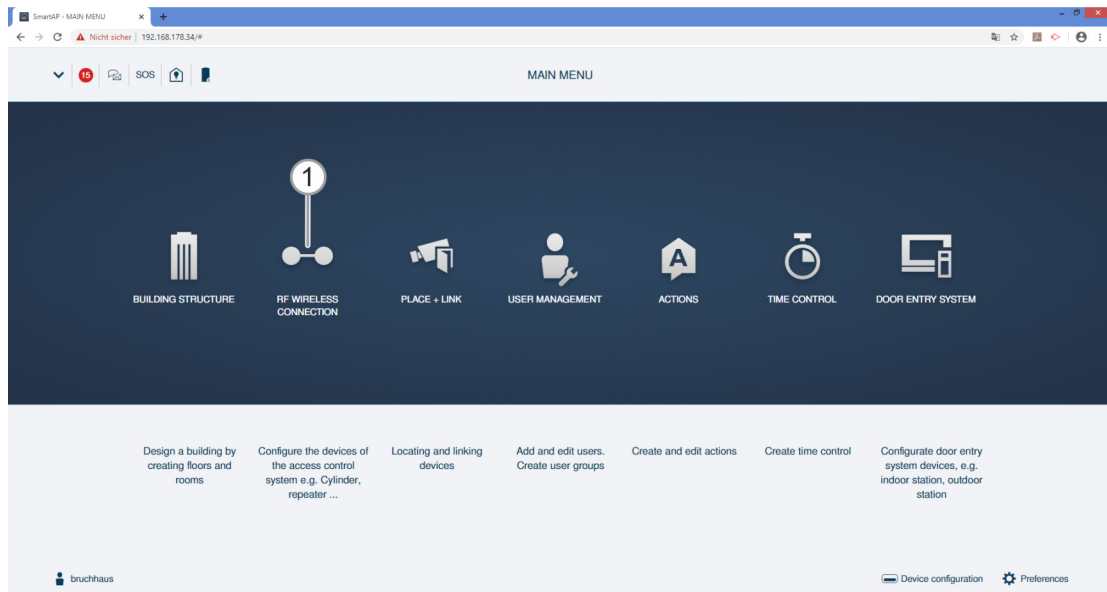 SmartAP - MAIN MENU
Nicht sicher | 192.168.178.34/#
15
SOS
MAIN MENU
1
A
BUILDING STRUCTURE
RF WIRELESS
CONNECTION
PLACE + LINK
USER MANAGEMENT
ACTIONS
TIME CONTROL
DOOR ENTRY SYSTEM
Design a building by
creating floors and
rooms
Configure the devices of
the access control
system e.g. Cylinder,
repeater ...
Locating and linking
devices
Add and edit users.
Create user groups
Create and edit actions
Create time control
Configurate door entry
system devices, e.g.
indoor station, outdoor
station
bruchhaus
Device configuration
Preferences